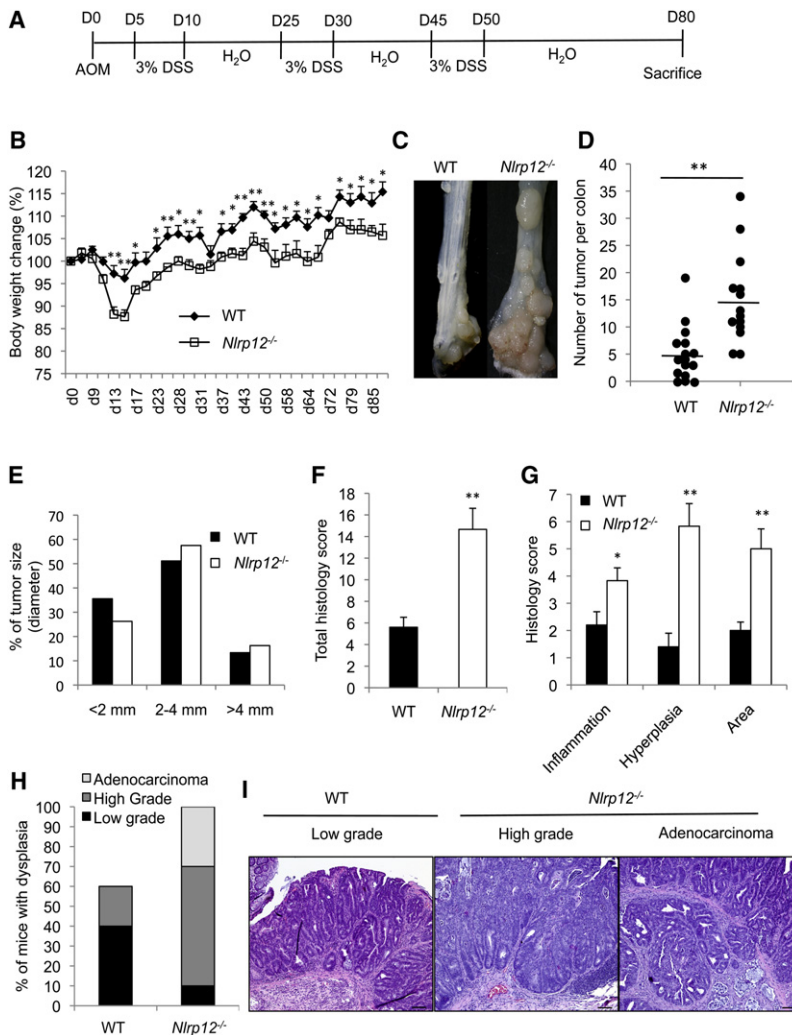 A
D0 D5 D10 D25 D30 D45 D50 D80
H2O H2O H2O
AOM 3% DSS 3% DSS 3% DSS Sacrifice
B
Body weight change (%)
120
115
110
105
100
95
90
85
80
75
* ** ** * * ** ** ** * * * ** ** ** * * * * * * * * *
WT
Nlrp12-/-
d0 d9 d13 d17 d23 d28 d31 d37 d43 d50 d58 d64 d72 d79 d85
C
WT Nlrp12-/-
D
Number of tumor per colon
40
35
30
25
20
15
10
5
0
**
WT Nlrp12-/-
E
% of tumor size
(diameter)
70
60
50
40
30
20
10
0
WT
Nlrp12-/-
<2 mm 2-4 mm >4 mm
F
Total histology score
18
16
14
12
10
8
6
4
2
0
**
WT Nlrp12-/-
G
WT
Nlrp12-/-
Histology score
7
6
5
4
3
2
1
0
* ** **
Inflammation Hyperplasia Area
H
Adenocarcinoma
High Grade
Low grade
% of mice with dysplasia
100
90
80
70
60
50
40
30
20
10
0
WT Nlrp12-/-
I
WT Nlrp12-/-
Low grade High grade Adenocarcinoma